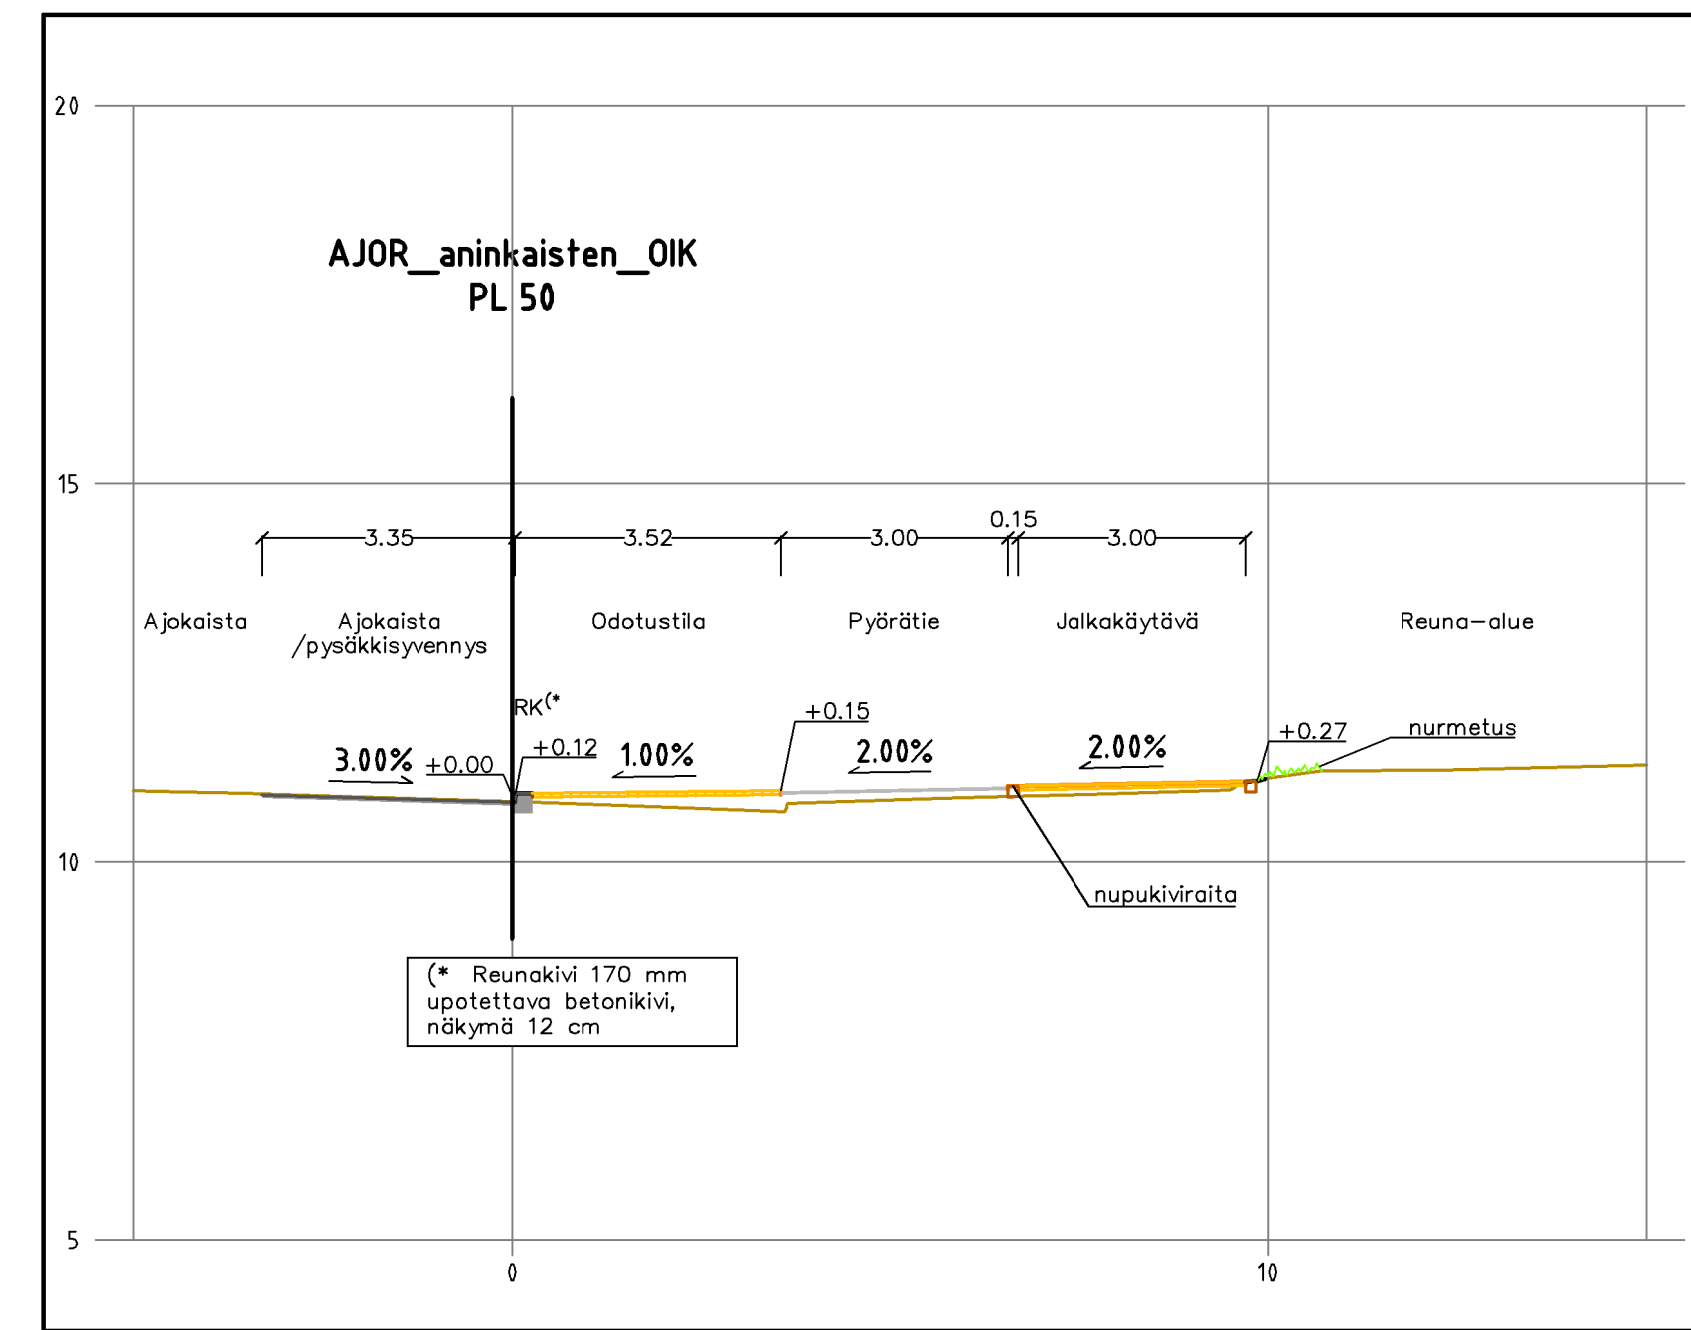 20
AJOR_aninkaisten_OIK
PL 50
15
3.35
3.52
3.00
0.15
3.00
Ajokaista
Ajokaista
/pysäkkisyvennys
Odotustila
Pyörätie
Jalkakäytävä
Reuna-alue
RK(*
3.00%
+0.00
+0.12
1.00%
+0.15
2.00%
2.00%
+0.27
nurmetus
10
nupukiviraita
(* Reunakivi 170 mm
upotettava betonikivi,
näkymä 12 cm
5
0
10